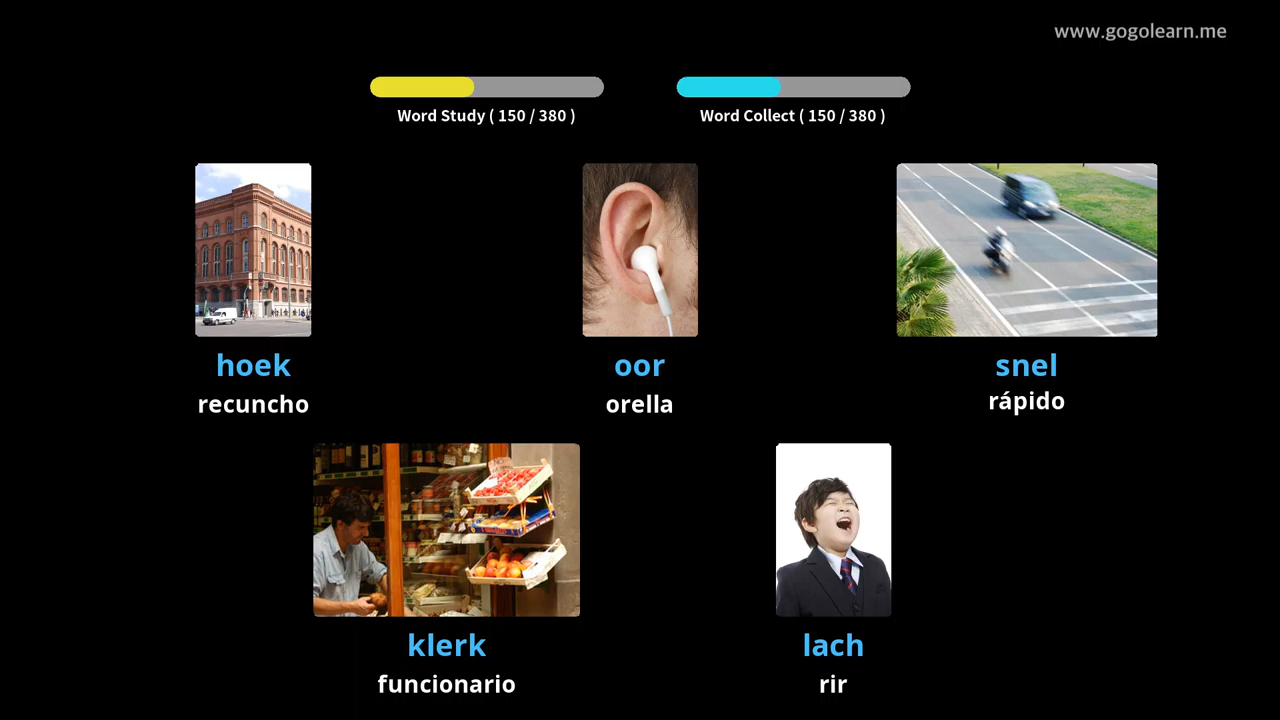 www.gogolearn.me
Word Study ( 150 / 380 )
Word Collect ( 150 / 380 )
hoek
recuncho
oor
orella
snel
rápido
klerk
funcionario
lach
rir